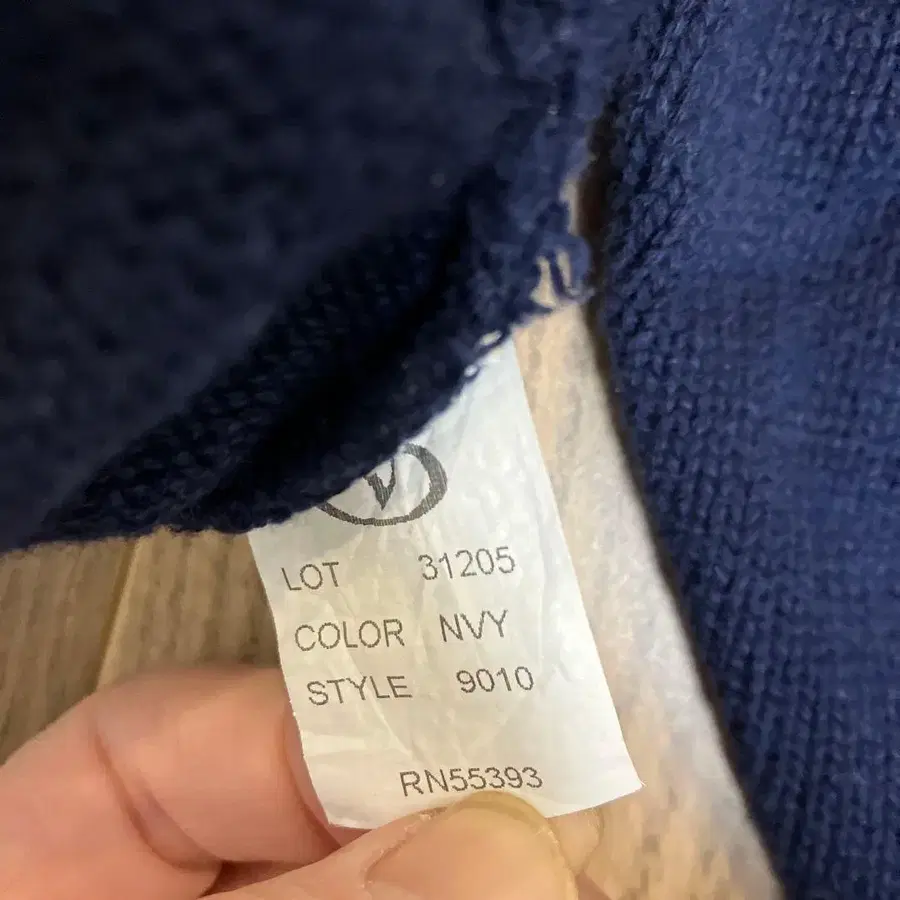 V
LOT 31205
COLOR NVY
STYLE 9010
RN55393